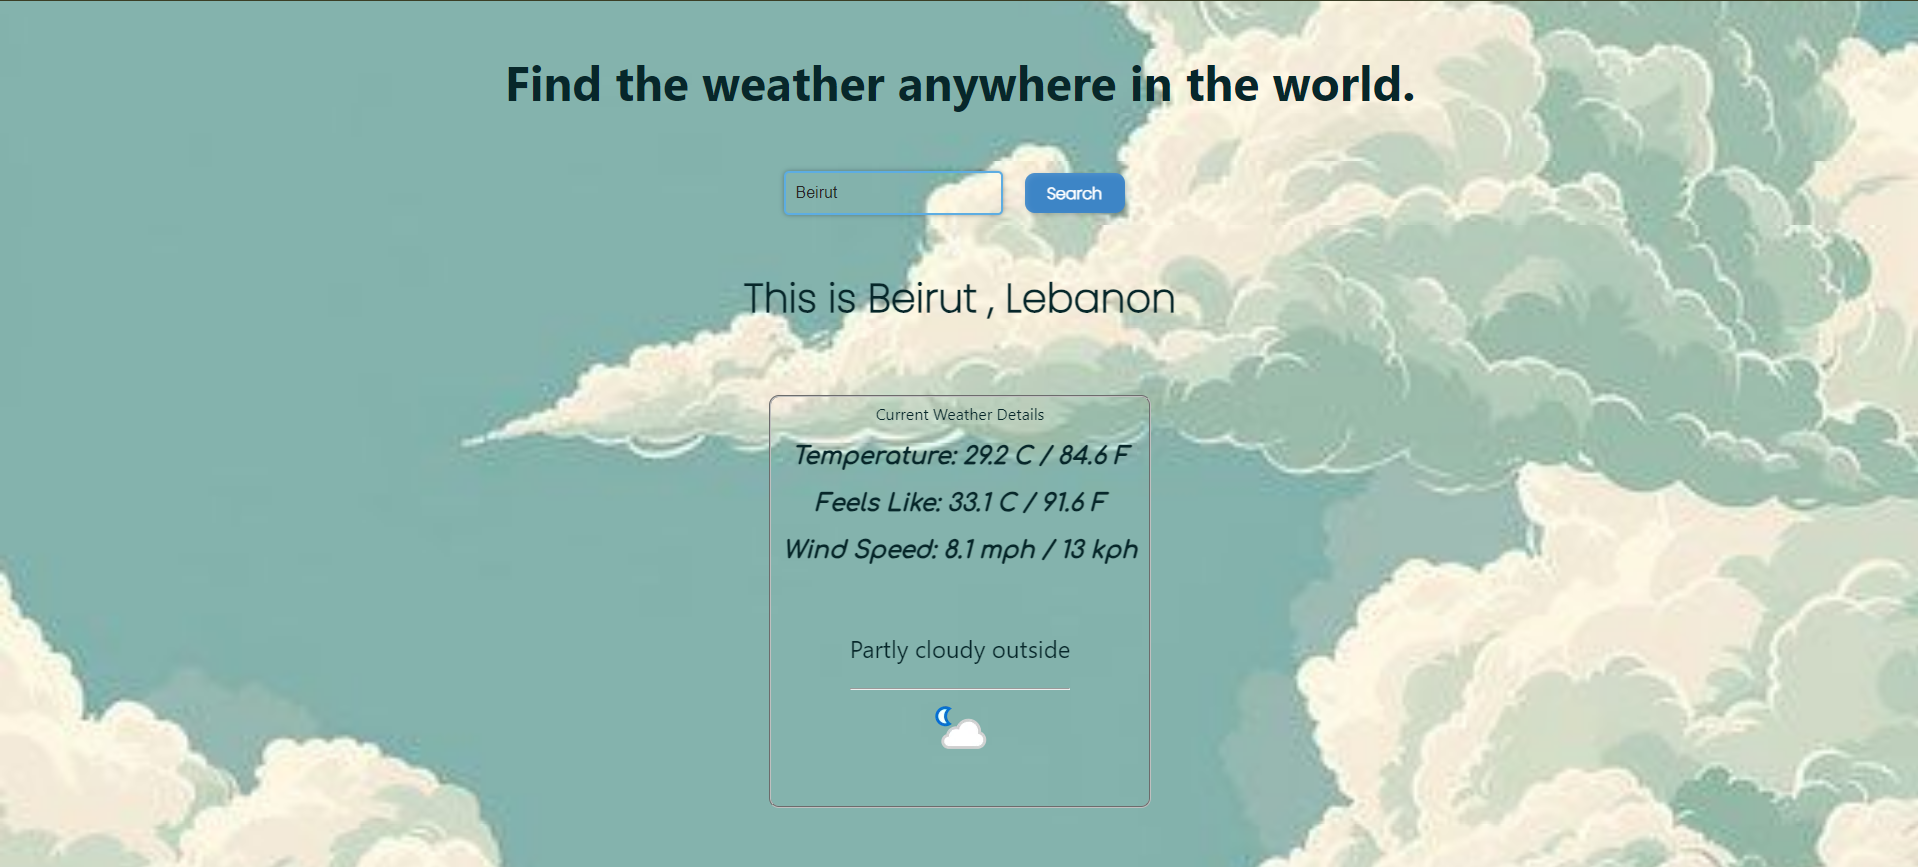 Find the weather anywhere in the world.
Beirut
Search
This is Beirut , Lebanon
Current Weather Details
Temperature: 29.2 C / 84.6 F
Feels Like: 33.1 C / 91.6 F
Wind Speed: 8.1 mph / 13 kph
Partly cloudy outside